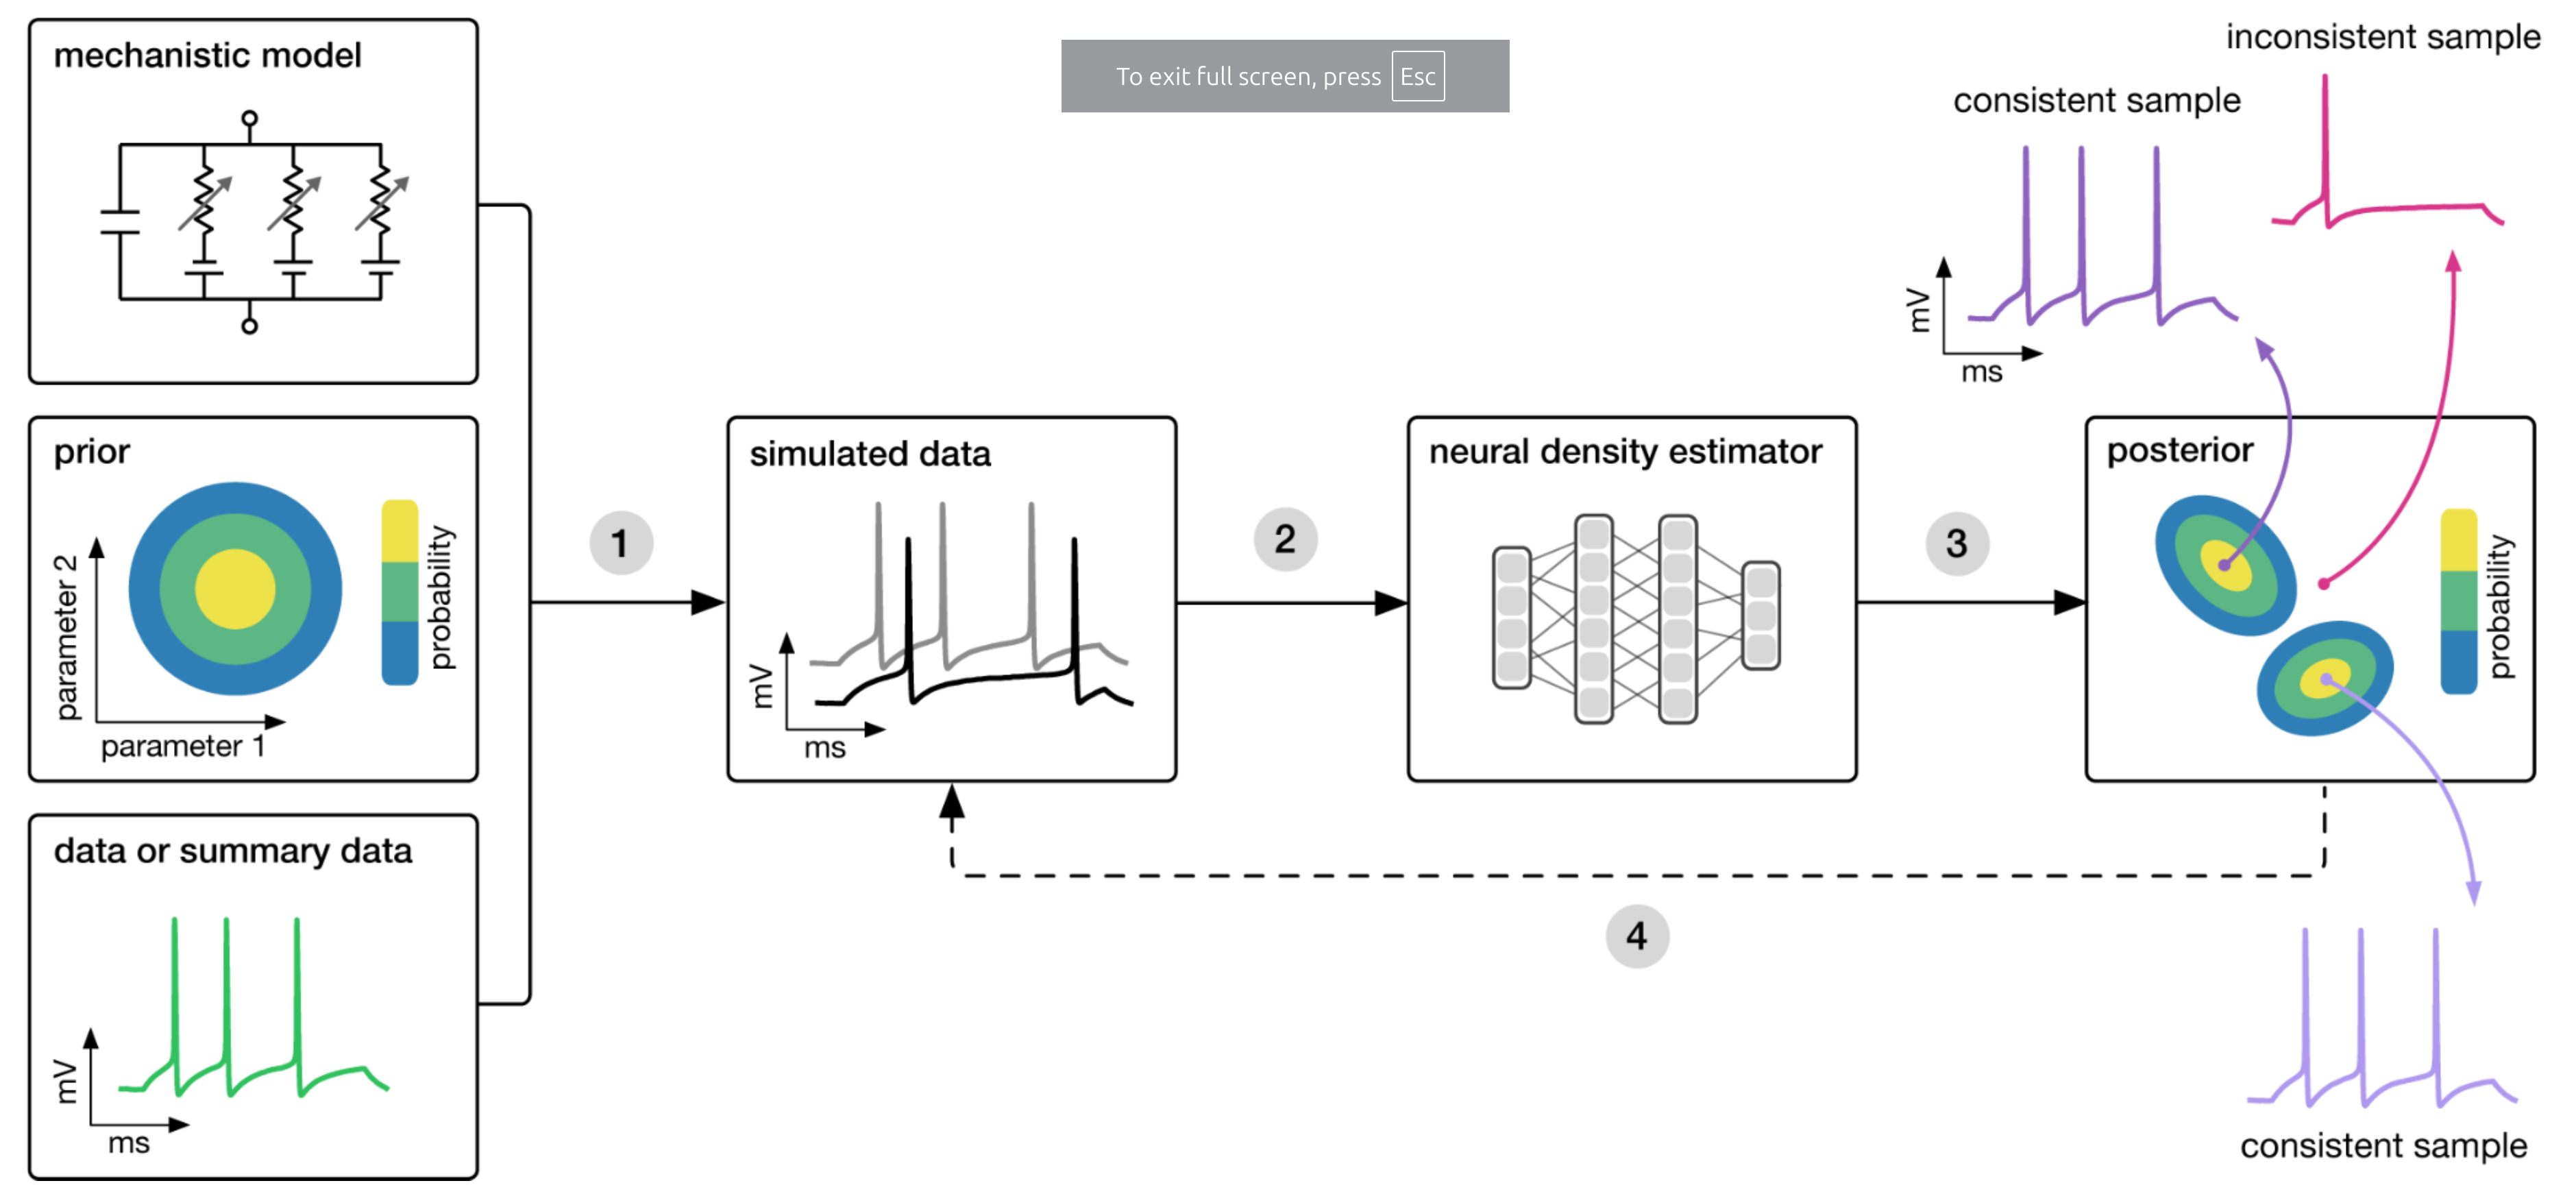 mechanistic model
prior
parameter 2
parameter 1
probability
data or summary data
mV
ms
To exit full screen, press Esc
1
simulated data
mV
ms
2
neural density estimator
3
posterior
probability
4
consistent sample
mV
ms
inconsistent sample
consistent sample